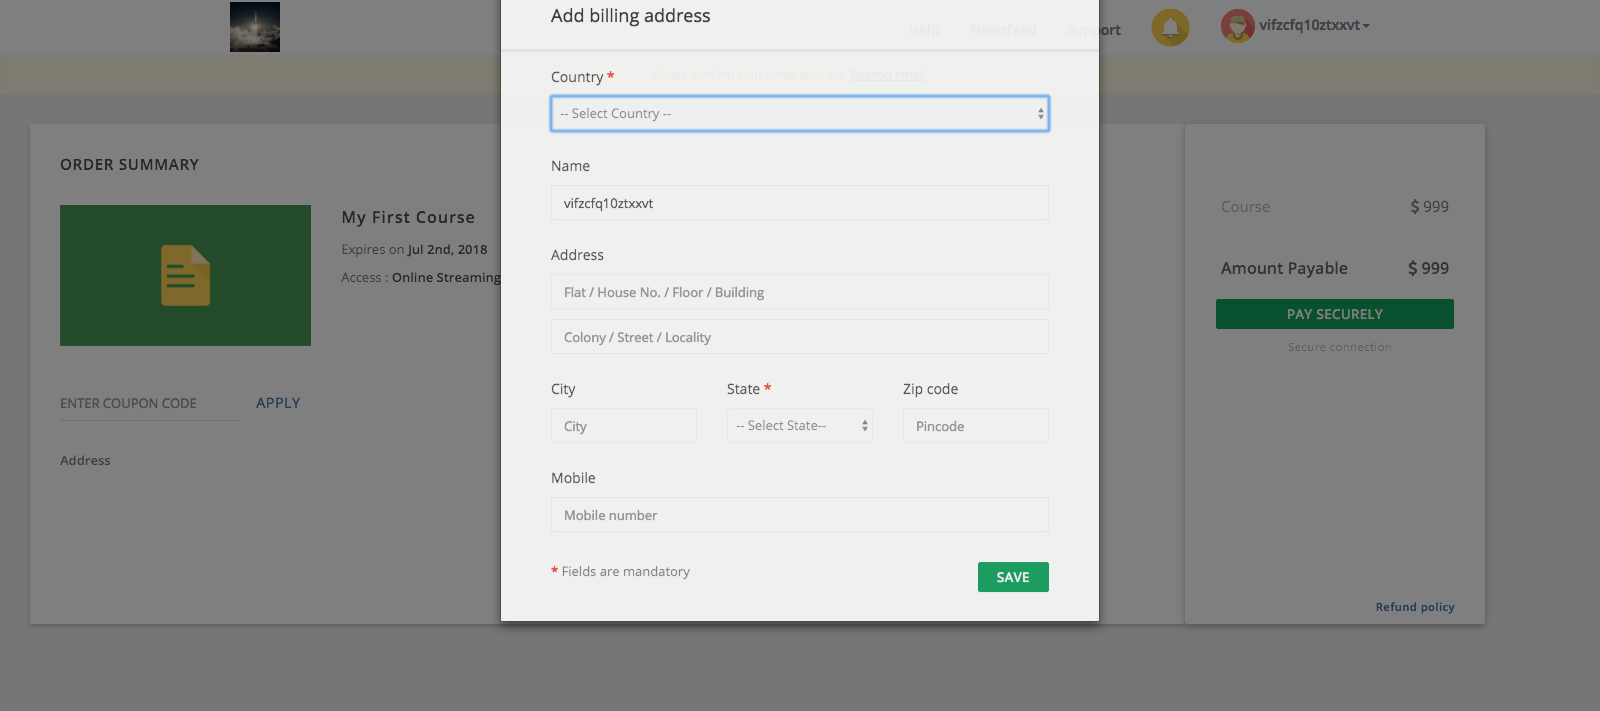 Add billing address
Help
Newsfeed
Support
vifzcfq10ztxxvt
Please confirm your email address. Resend email
Country *
-- Select Country --
Name
vifzcfq10ztxxvt
Address
Flat / House No. / Floor / Building
Colony / Street / Locality
City
State *
Zip code
City
-- Select State--
Pincode
Mobile
Mobile number
* Fields are mandatory
SAVE
ORDER SUMMARY
My First Course
Expires on Jul 2nd, 2018
Access : Online Streaming
ENTER COUPON CODE
APPLY
Address
Course
$ 999
Amount Payable
$ 999
PAY SECURELY
Secure connection
Refund policy